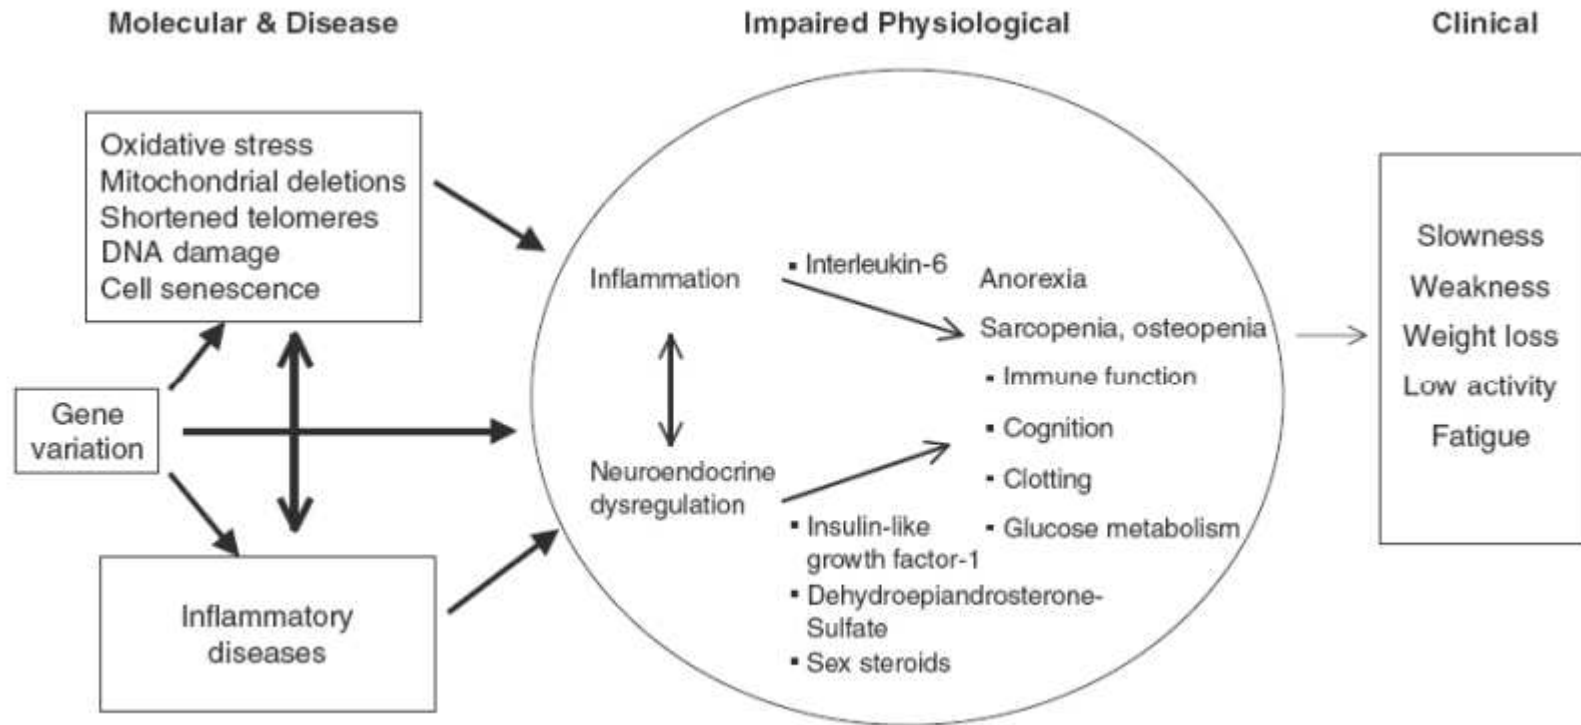 Molecular & Disease
Impaired Physiological
Clinical
Oxidative stress
Mitochondrial deletions
Shortened telomeres
DNA damage
Cell senescence
Gene
variation
Inflammatory
diseases
Inflammation
▪ Interleukin-6
Neuroendocrine
dysregulation
▪ Insulin-like
growth factor-1
▪ Dehydroepiandrosterone-
Sulfate
▪ Sex steroids
Anorexia
Sarcopenia, osteopenia
▪ Immune function
▪ Cognition
▪ Clotting
▪ Glucose metabolism
Slowness
Weakness
Weight loss
Low activity
Fatigue